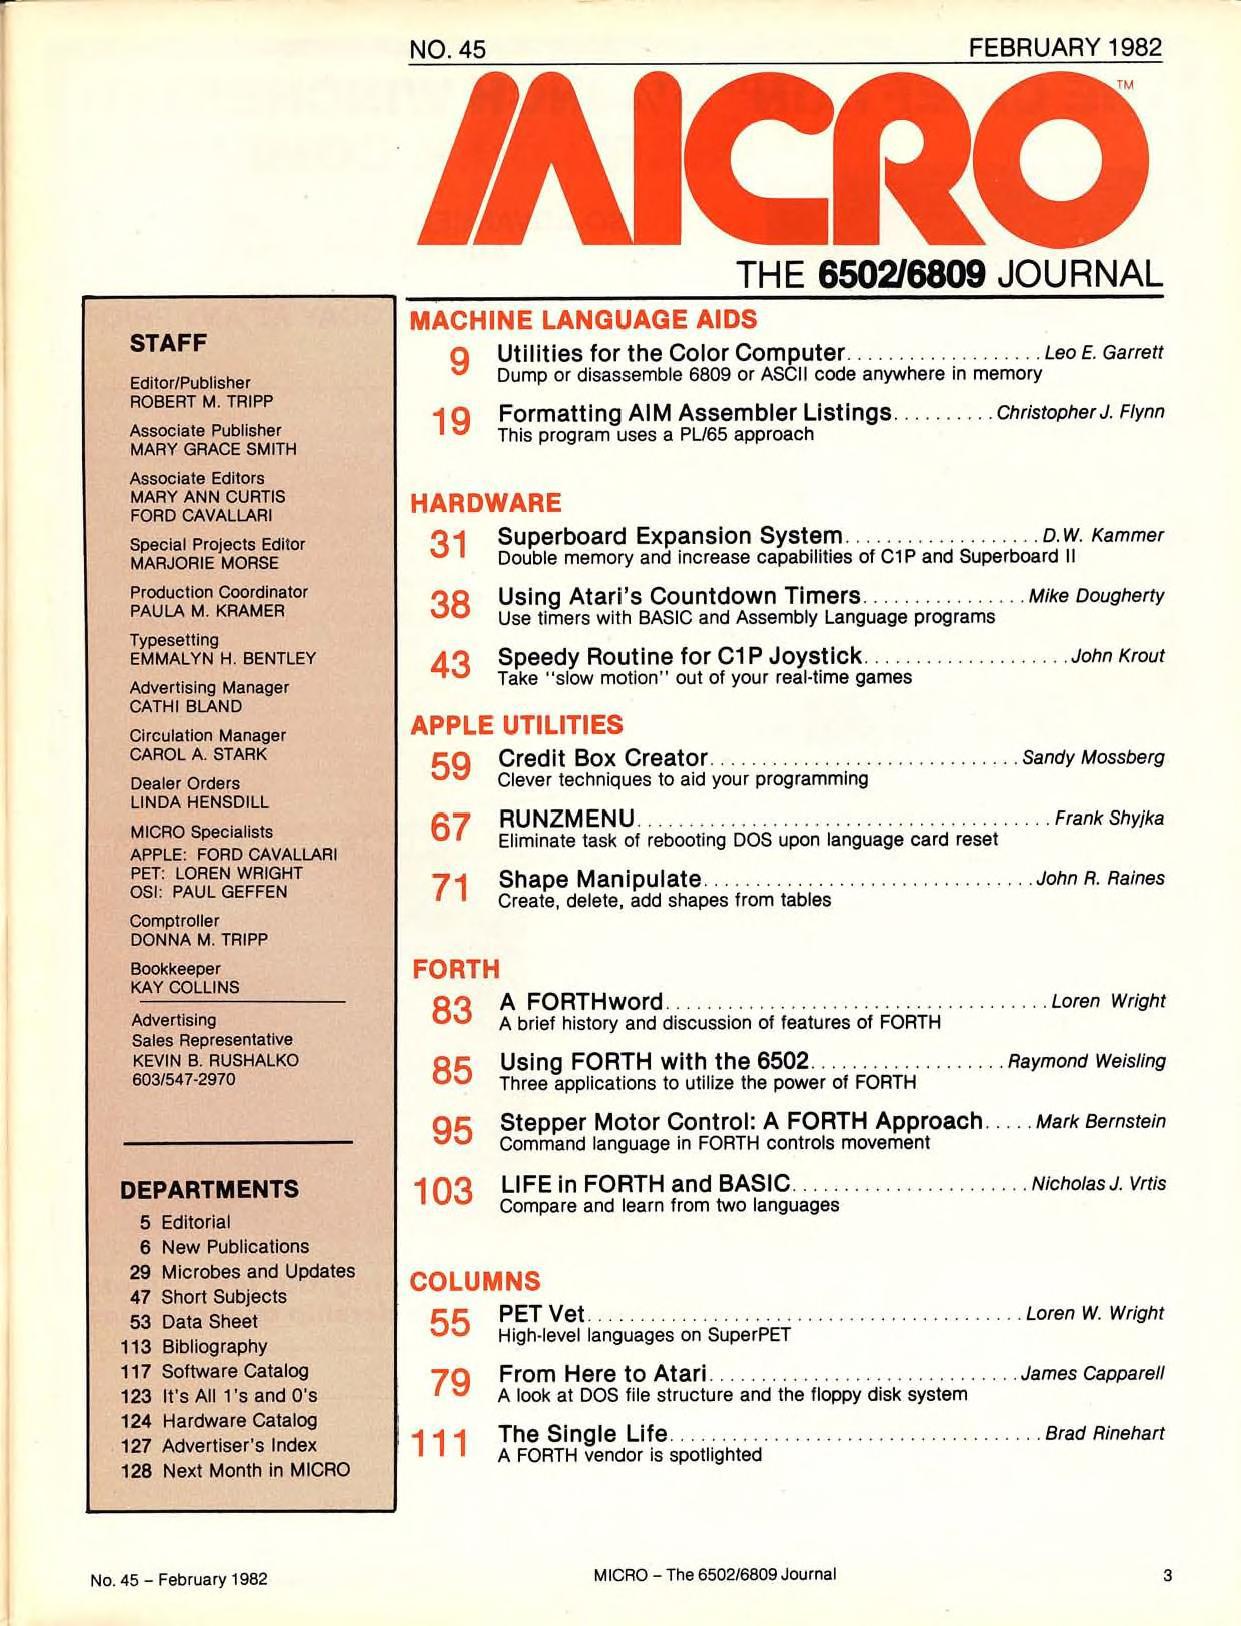 NO. 45
FEBRUARY 1982
MICRO™
THE 6502/6809 JOURNAL
STAFF
Editor/Publisher
ROBERT M. TRIPP
Associate Publisher
MARY GRACE SMITH
Associate Editors
MARY ANN CURTIS
FORD CAVALLARI
Special Projects Editor
MARJORIE MORSE
Production Coordinator
PAULA M. KRAMER
Typesetting
EMMALYN H. BENTLEY
Advertising Manager
CATHI BLAND
Circulation Manager
CAROL A. STARK
Dealer Orders
LINDA HENSDILL
MICRO Specialists
APPLE: FORD CAVALLARI
PET: LOREN WRIGHT
OSI: PAUL GEFFEN
Comptroller
DONNA M. TRIPP
Bookkeeper
KAY COLLINS
Advertising
Sales Representative
KEVIN B. RUSHALKO
603/547-2970
DEPARTMENTS
5 Editorial
6 New Publications
29 Microbes and Updates
47 Short Subjects
53 Data Sheet
113 Bibliography
117 Software Catalog
123 It's All 1's and 0's
124 Hardware Catalog
127 Advertiser's Index
128 Next Month in MICRO
MACHINE LANGUAGE AIDS
9 Utilities for the Color Computer................... Leo E. Garrett
Dump or disassemble 6809 or ASCII code anywhere in memory
19 Formatting AIM Assembler Listings.......... Christopher J. Flynn
This program uses a PL/65 approach
HARDWARE
31 Superboard Expansion System................... D.W. Kammer
Double memory and increase capabilities of C1P and Superboard II
38 Using Atari's Countdown Timers................ Mike Dougherty
Use timers with BASIC and Assembly Language programs
43 Speedy Routine for C1P Joystick.................... John Krout
Take "slow motion" out of your real-time games
APPLE UTILITIES
59 Credit Box Creator.............................. Sandy Mossberg
Clever techniques to aid your programming
67 RUNZMENU........................................ Frank Shyjka
Eliminate task of rebooting DOS upon language card reset
71 Shape Manipulate................................ John R. Raines
Create, delete, add shapes from tables
FORTH
83 A FORTHword..................................... Loren Wright
A brief history and discussion of features of FORTH
85 Using FORTH with the 6502................... Raymond Weisling
Three applications to utilize the power of FORTH
95 Stepper Motor Control: A FORTH Approach..... Mark Bernstein
Command language in FORTH controls movement
103 LIFE in FORTH and BASIC....................... Nicholas J. Vrtis
Compare and learn from two languages
COLUMNS
55 PET Vet.......................................... Loren W. Wright
High-level languages on SuperPET
79 From Here to Atari.............................. James Capparell
A look at DOS file structure and the floppy disk system
111 The Single Life.................................... Brad Rinehart
A FORTH vendor is spotlighted
No. 45 – February 1982
MICRO – The 6502/6809 Journal
3